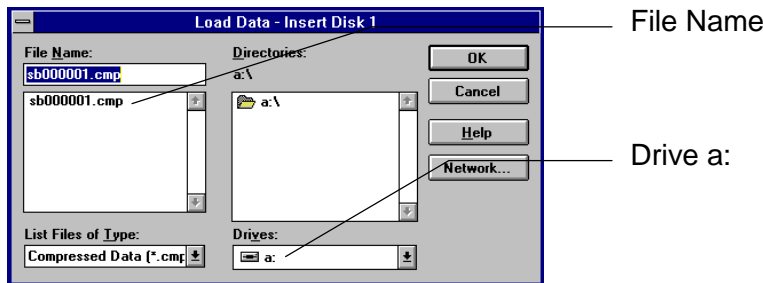 Load Data - Insert Disk 1
File Name
File Name:
sb000001.cmp
sb000001.cmp
Directories:
a:\
a:\
OK
Cancel
Help
Network...
Drive a:
List Files of Type:
Compressed Data (*.cmp
Drives:
a: